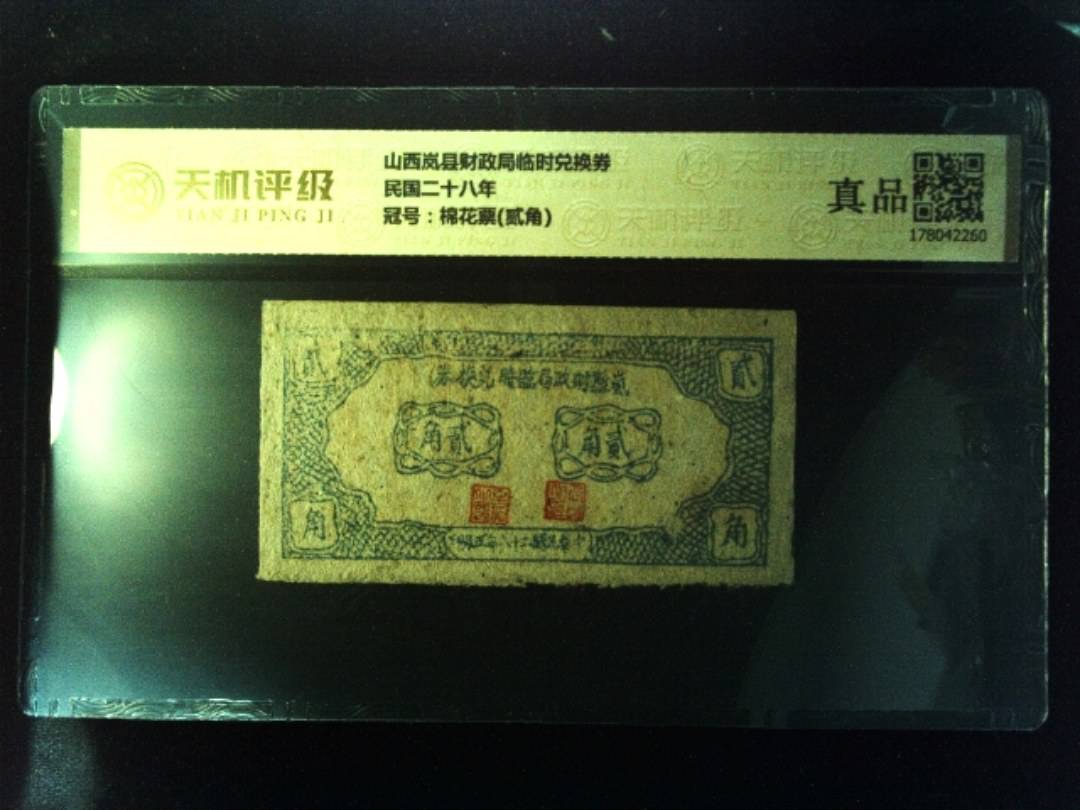 天机评级
TIAN JI PING JI
山西岚县财政局临时兑换券
民国二十八年
冠号：棉花票(贰角)
真品
178042260
贰
贰
角贰
角贰
角
角